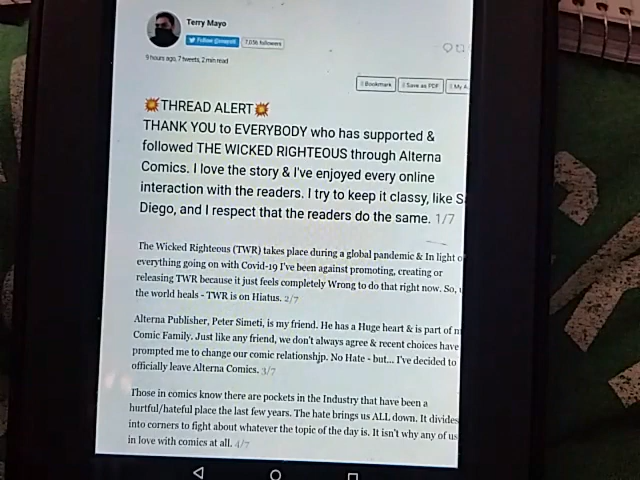 Terry Mayo
Follow @mayoti 7,036 followers
9 hours ago, 7 tweets, 2 min read
Bookmark Save as PDF My A
💥THREAD ALERT💥
THANK YOU to EVERYBODY who has supported &
followed THE WICKED RIGHTEOUS through Alterna
Comics. I love the story & I've enjoyed every online
interaction with the readers. I try to keep it classy, like Sa
Diego, and I respect that the readers do the same. 1/7
The Wicked Righteous (TWR) takes place during a global pandemic & In light o
everything going on with Covid-19 I've been against promoting, creating or
releasing TWR because it just feels completely Wrong to do that right now. So, u
the world heals - TWR is on Hiatus. 2/7
Alterna Publisher, Peter Simeti, is my friend. He has a Huge heart & is part of m
Comic Family. Just like any friend, we don't always agree & recent choices have
prompted me to change our comic relationship. No Hate - but... I've decided to
officially leave Alterna Comics. 3/7
Those in comics know there are pockets in the Industry that have been a
hurtful/hateful place the last few years. The hate brings us ALL down. It divides
into corners to fight about whatever the topic of the day is. It isn't why any of us
in love with comics at all. 4/7